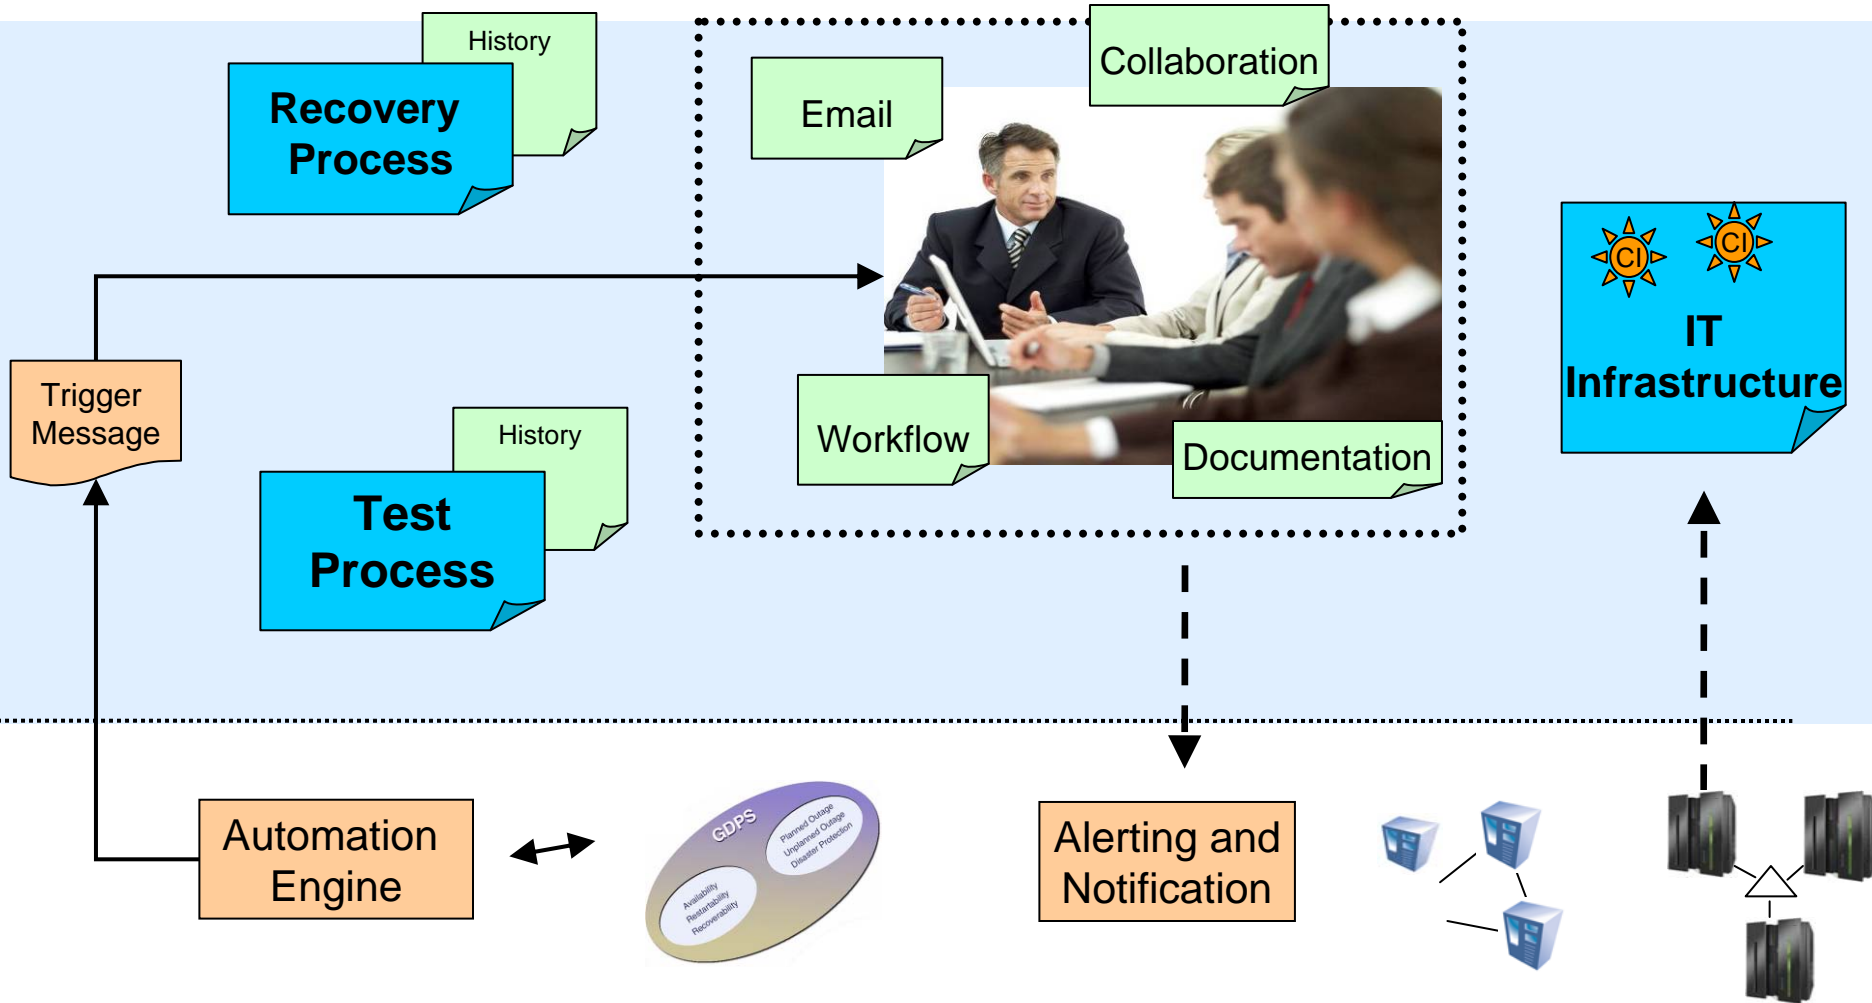 History
Recovery
Process
Email
Collaboration
CI
CI
IT
Infrastructure
Trigger
Message
History
Test
Process
Workflow
Documentation
Automation
Engine
GDPS
Planned Outage
Unplanned Outage
Disaster Protection
Availability
Restartability
Recoverability
Alerting and
Notification